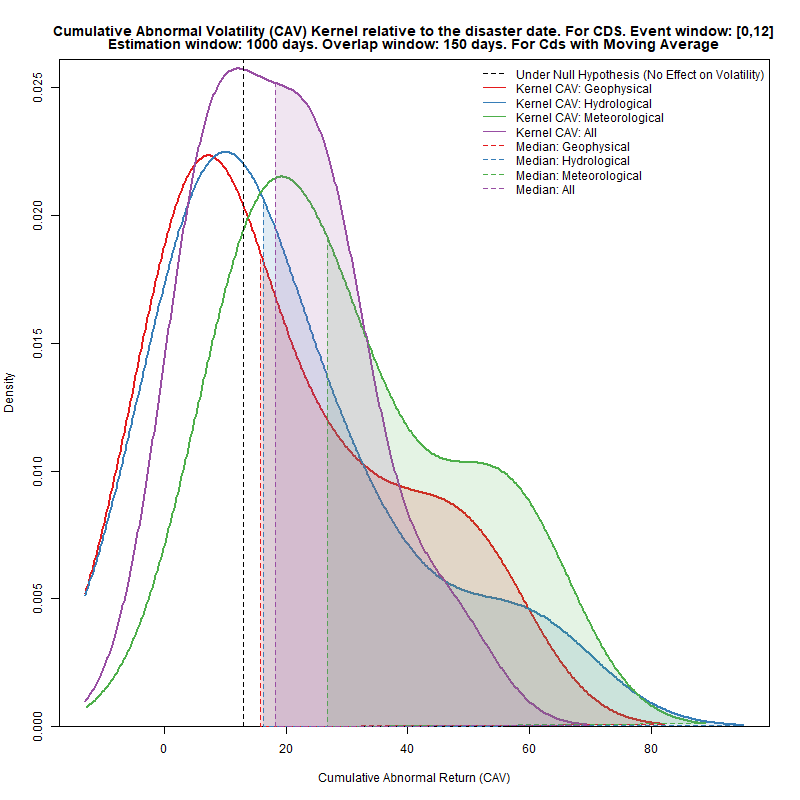 Cumulative Abnormal Volatility (CAV) Kernel relative to the disaster date. For CDS. Event window: [0,12]
Estimation window: 1000 days. Overlap window: 150 days. For Cds with Moving Average
Under Null Hypothesis (No Effect on Volatility)
Kernel CAV: Geophysical
Kernel CAV: Hydrological
Kernel CAV: Meteorological
Kernel CAV: All
Median: Geophysical
Median: Hydrological
Median: Meteorological
Median: All
Density
0.025
0.020
0.015
0.010
0.005
0.000
0 20 40 60 80
Cumulative Abnormal Return (CAV)